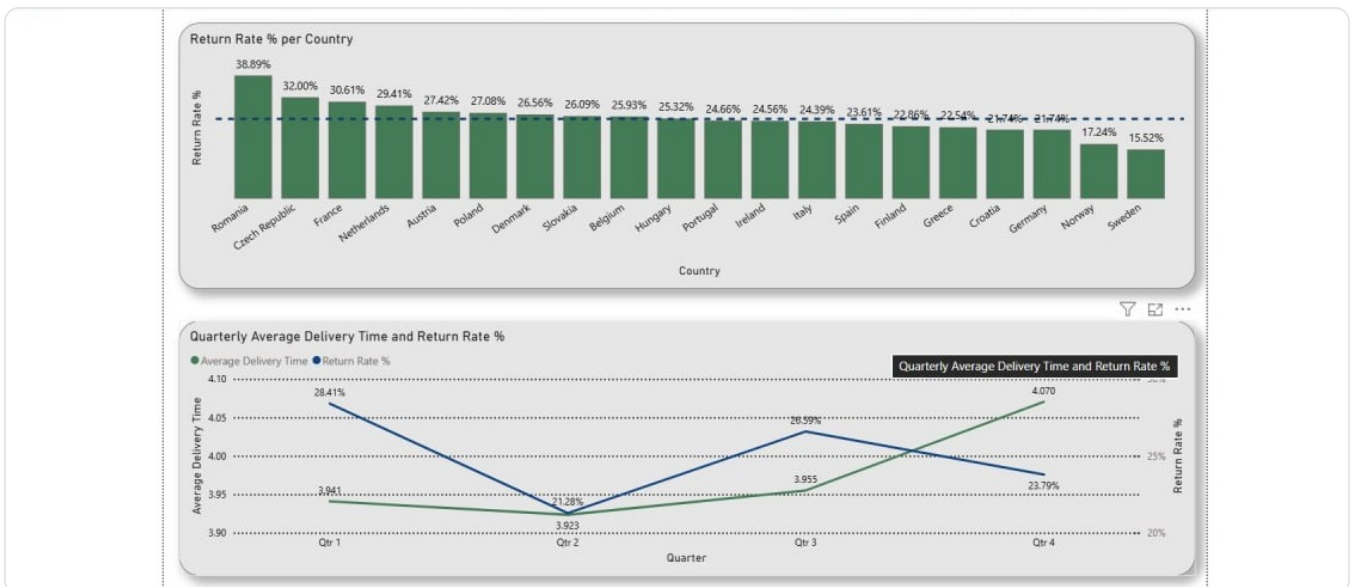 Return Rate % per Country
Return Rate %
38.89%
32.00%
30.61%
29.41%
27.42%
27.08%
26.56%
26.09%
25.93%
25.32%
24.66%
24.56%
24.39%
23.61%
22.86%
22.54%
21.74%
21.74%
17.24%
15.52%
Romania
Czech Republic
France
Netherlands
Austria
Poland
Denmark
Slovakia
Belgium
Hungary
Portugal
Ireland
Italy
Spain
Finland
Greece
Croatia
Germany
Norway
Sweden
Country
Quarterly Average Delivery Time and Return Rate %
Average Delivery Time Return Rate %
Quarterly Average Delivery Time and Return Rate %
Average Delivery Time
4.10
4.05
4.00
3.95
3.90
28.41%
21.28%
26.59%
23.79%
3.941
3.923
3.955
4.070
25%
20%
Return Rate %
Qtr 1
Qtr 2
Qtr 3
Qtr 4
Quarter